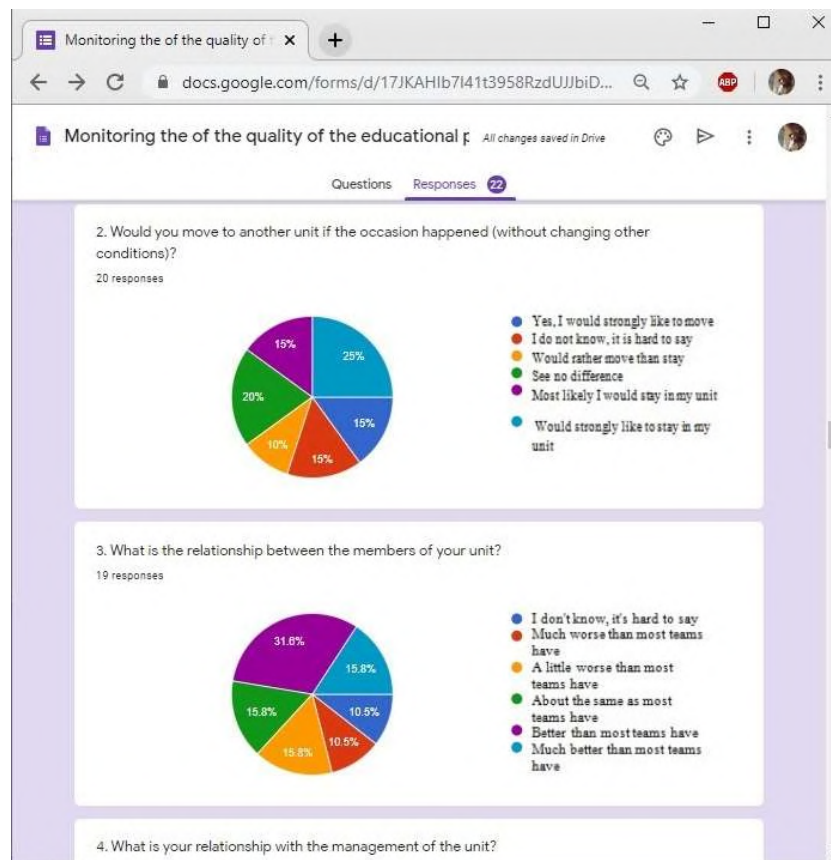 Monitoring the of the quality of
docs.google.com/forms/d/17JKAHIb7I41t3958RzdUJJbiD...
ABP
Monitoring the of the quality of the educational p
All changes saved in Drive
Questions
Responses
22
2. Would you move to another unit if the occasion happened (without changing other
conditions)?
20 responses
15%
25%
20%
15%
10%
15%
Yes, I would strongly like to move
I do not know, it is hard to say
Would rather move than stay
See no difference
Most likely I would stay in my unit
Would strongly like to stay in my
unit
3. What is the relationship between the members of your unit?
19 responses
31.6%
15.8%
15.8%
10.5%
10.5%
15.8%
I don't know, it's hard to say
Much worse than most teams
have
A little worse than most
teams have
About the same as most
teams have
Better than most teams have
Much better than most teams
have
4. What is your relationship with the management of the unit?